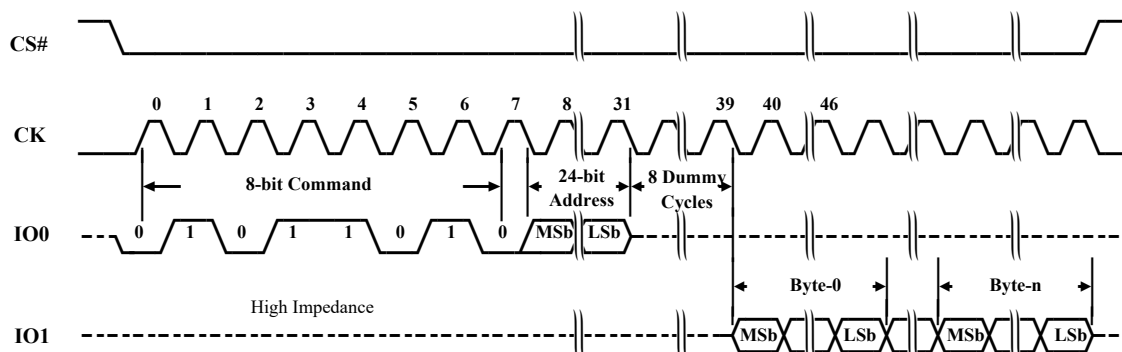 CS#
0 1 2 3 4 5 6 7 8 31 39 40 46
CK
8-bit Command
24-bit
Address
8 Dummy
Cycles
IO0
0 1 0 1 1 0 1 0 MSb LSb
Byte-0 Byte-n
High Impedance
IO1
MSb LSb MSb LSb